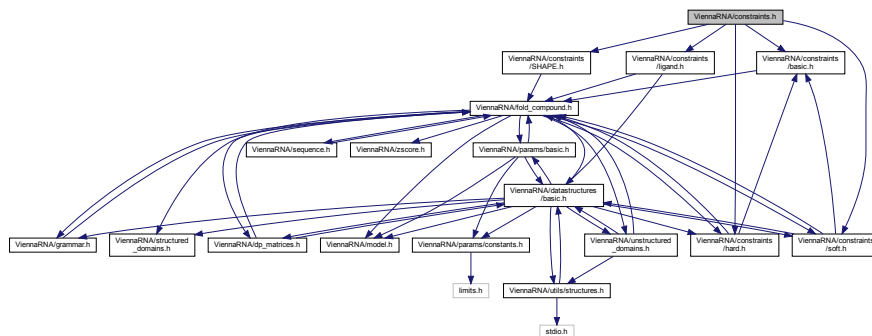 ViennaRNA/constraints.h
ViennaRNA/constraints
/SHAPE.h
ViennaRNA/constraints
/ligand.h
ViennaRNA/constraints
/basic.h
ViennaRNA/fold_compound.h
ViennaRNA/sequence.h
ViennaRNA/zscore.h
ViennaRNA/params/basic.h
ViennaRNA/datastructures
/basic.h
ViennaRNA/grammar.h
ViennaRNA/structured
_domains.h
ViennaRNA/dp_matrices.h
ViennaRNA/model.h
ViennaRNA/params/constants.h
ViennaRNA/unstructured
_domains.h
ViennaRNA/constraints
/hard.h
ViennaRNA/constraints
/soft.h
limits.h
ViennaRNA/utils/structures.h
stdio.h